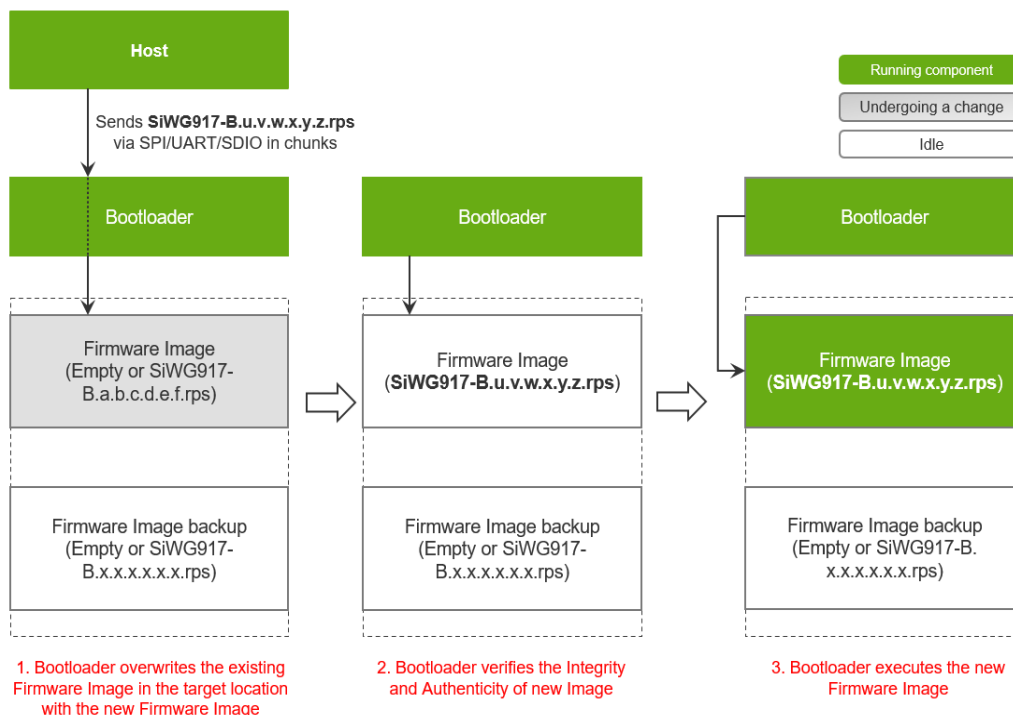 Host
Running component
Undergoing a change
Idle
Sends SiWG917-B.u.v.w.x.y.z.rps
via SPI/UART/SDIO in chunks
Bootloader
Bootloader
Bootloader
Firmware Image
(Empty or SiWG917-
B.a.b.c.d.e.f.rps)
Firmware Image
(SiWG917-B.u.v.w.x.y.z.rps)
Firmware Image
(SiWG917-B.u.v.w.x.y.z.rps)
Firmware Image backup
(Empty or SiWG917-
B.x.x.x.x.x.x.rps)
Firmware Image backup
(Empty or SiWG917-
B.x.x.x.x.x.x.rps)
Firmware Image backup
(Empty or SiWG917-B.
x.x.x.x.x.x.rps)
1. Bootloader overwrites the existing
Firmware Image in the target location
with the new Firmware Image
2. Bootloader verifies the Integrity
and Authenticity of new Image
3. Bootloader executes the new
Firmware Image